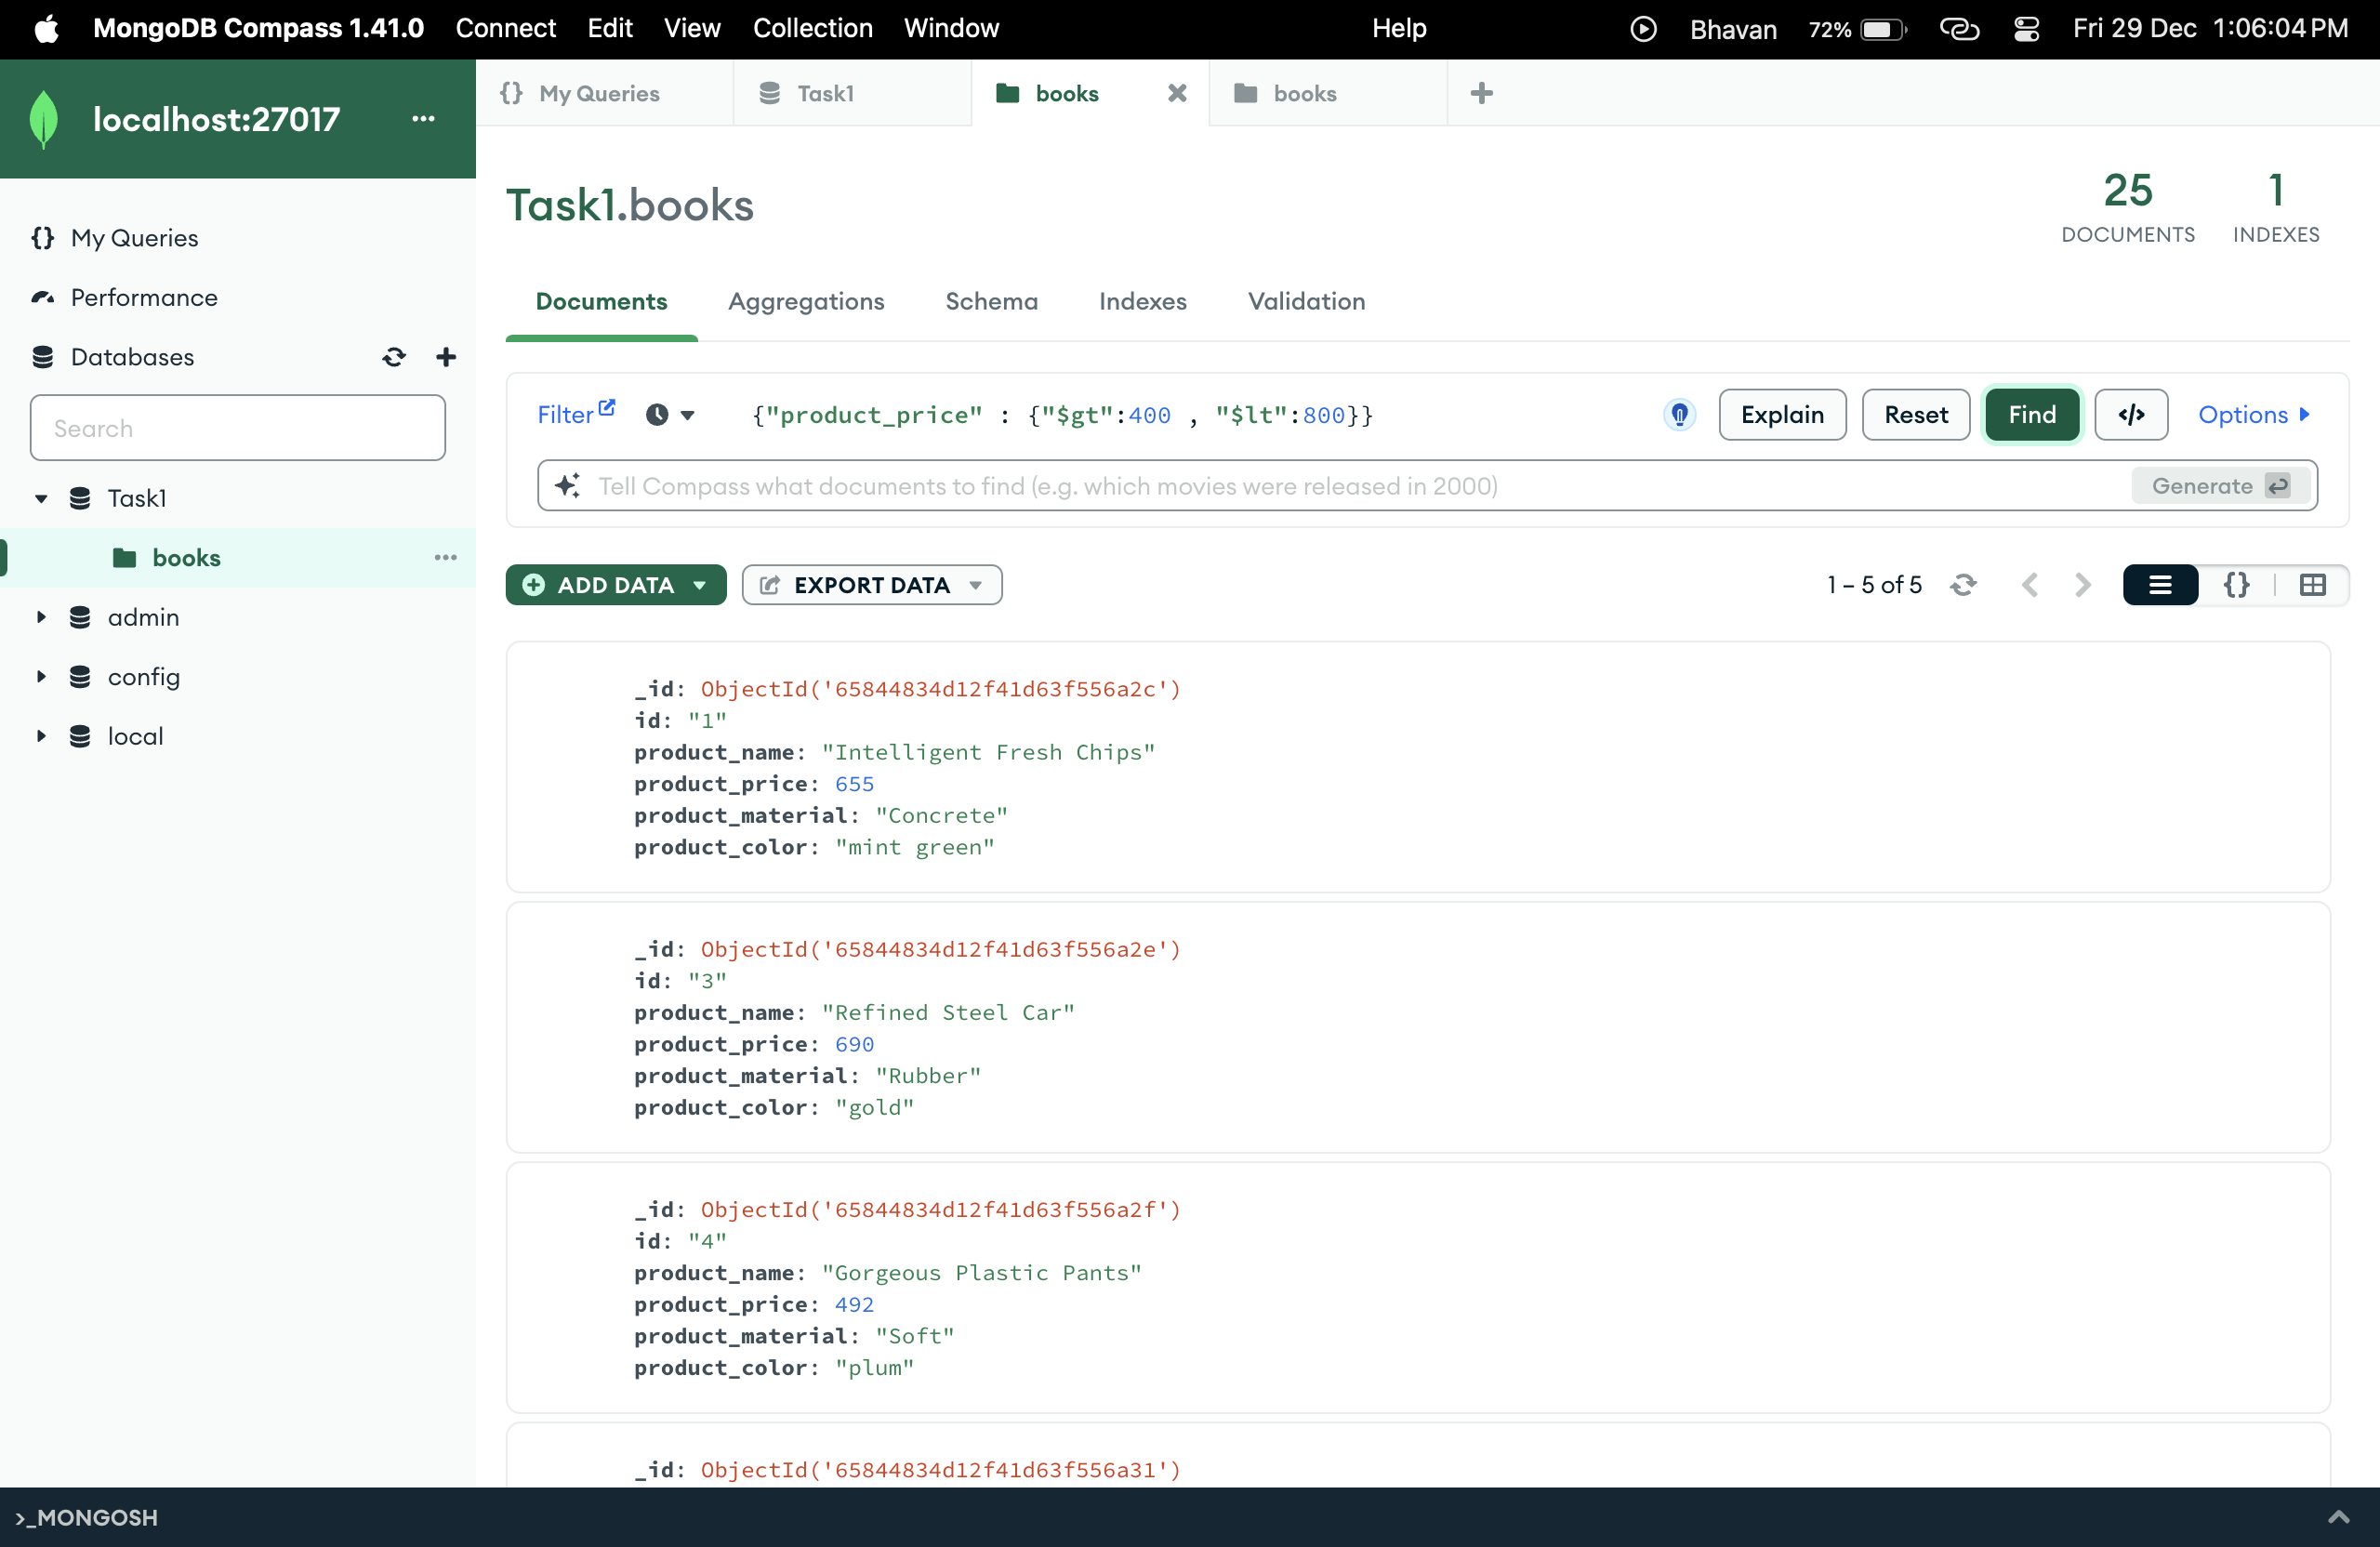 MongoDB Compass 1.41.0 Connect Edit View Collection Window Help Bhavan 72% Fri 29 Dec 1:06:04 PM
localhost:27017 ...
{} My Queries Task1 books books
Task1.books
25 DOCUMENTS
1 INDEXES
{} My Queries
Performance
Databases
Search
Task1
books
admin
config
local
Documents Aggregations Schema Indexes Validation
Filter {"product_price" : {"$gt":400 , "$lt":800}} Explain Reset Find </> Options
Tell Compass what documents to find (e.g. which movies were released in 2000) Generate
ADD DATA EXPORT DATA 1 – 5 of 5 {}
_id: ObjectId('65844834d12f41d63f556a2c')
id: "1"
product_name: "Intelligent Fresh Chips"
product_price: 655
product_material: "Concrete"
product_color: "mint green"
_id: ObjectId('65844834d12f41d63f556a2e')
id: "3"
product_name: "Refined Steel Car"
product_price: 690
product_material: "Rubber"
product_color: "gold"
_id: ObjectId('65844834d12f41d63f556a2f')
id: "4"
product_name: "Gorgeous Plastic Pants"
product_price: 492
product_material: "Soft"
product_color: "plum"
_id: ObjectId('65844834d12f41d63f556a31')
>_MONGOSH